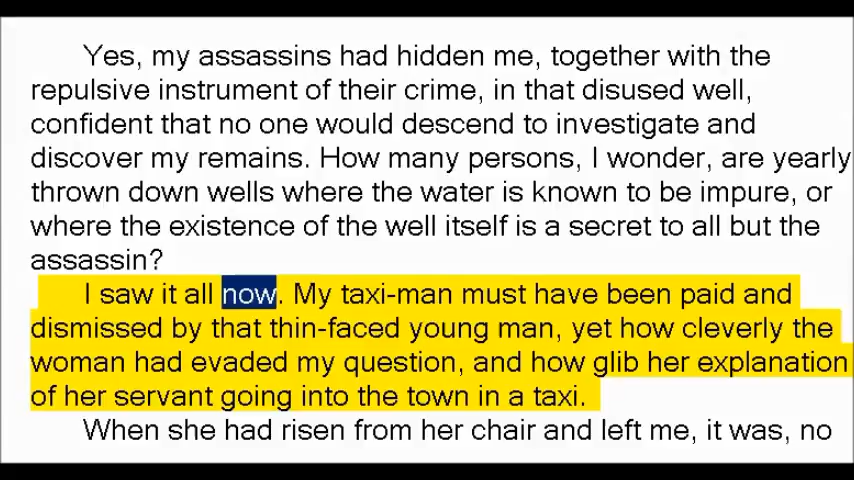 Yes, my assassins had hidden me, together with the
repulsive instrument of their crime, in that disused well,
confident that no one would descend to investigate and
discover my remains. How many persons, I wonder, are yearly
thrown down wells where the water is known to be impure, or
where the existence of the well itself is a secret to all but the
assassin?
I saw it all now. My taxi-man must have been paid and
dismissed by that thin-faced young man, yet how cleverly the
woman had evaded my question, and how glib her explanation
of her servant going into the town in a taxi.
When she had risen from her chair and left me, it was, no